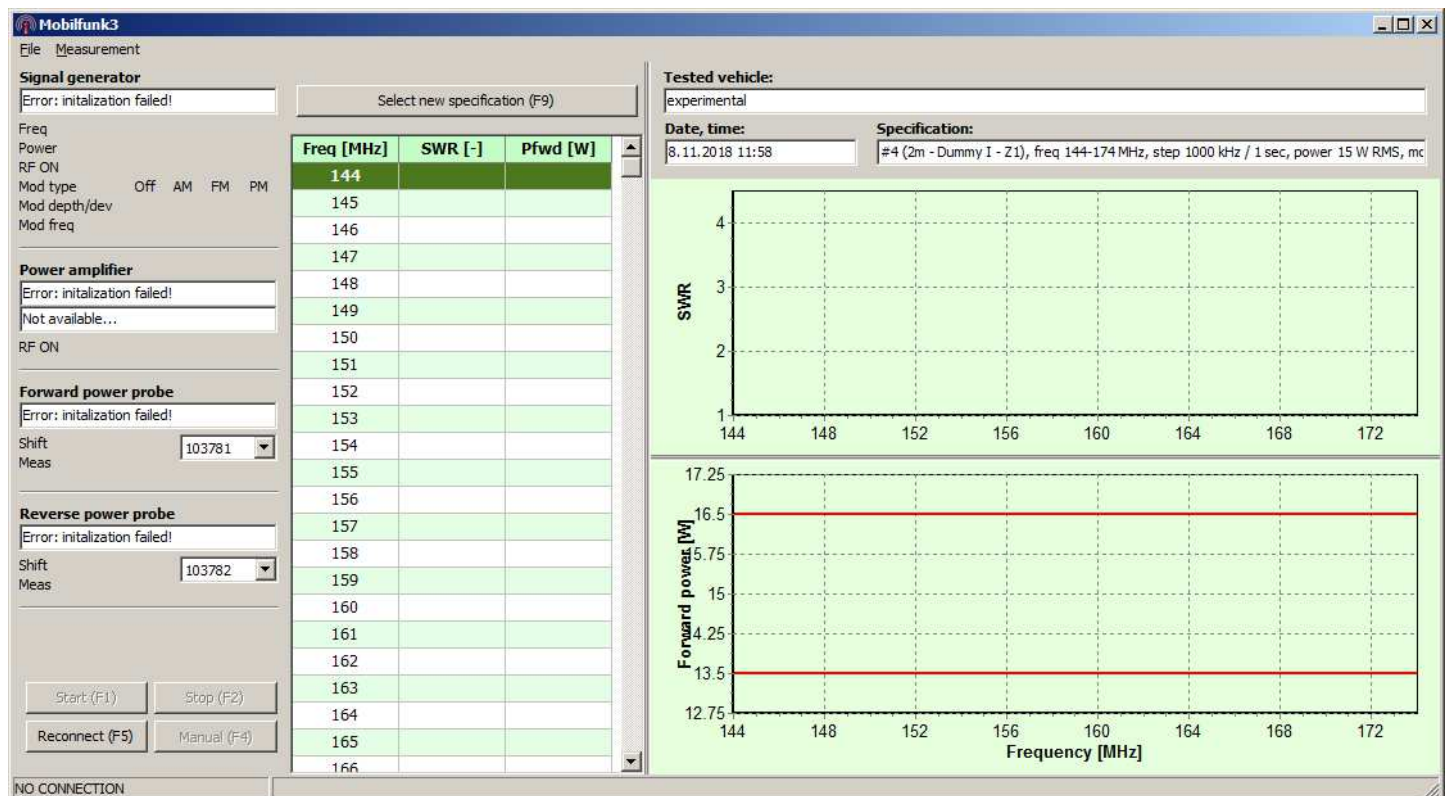 Mobilfunk3
File Measurement
Signal generator
Error: initalization failed!
Freq
Power
RF ON
Mod type Off AM FM PM
Mod depth/dev
Mod freq
Power amplifier
Error: initalization failed!
Not available...
RF ON
Forward power probe
Error: initalization failed!
Shift 103781
Meas
Reverse power probe
Error: initalization failed!
Shift 103782
Meas
Start (F1) Stop (F2)
Reconnect (F5) Manual (F4)
NO CONNECTION
Select new specification (F9)
Freq [MHz] SWR [-] Pfwd [W]
144
145
146
147
148
149
150
151
152
153
154
155
156
157
158
159
160
161
162
163
164
165
166
Tested vehicle:
experimental
Date, time: Specification:
8.11.2018 11:58 #4 (2m - Dummy I - Z1), freq 144-174 MHz, step 1000 kHz / 1 sec, power 15 W RMS, mc
SWR
4
3
2
1
144 148 152 156 160 164 168 172
Forward power [W]
17.25
16.5
5.75
15
4.25
13.5
12.75
144 148 152 156 160 164 168 172
Frequency [MHz]